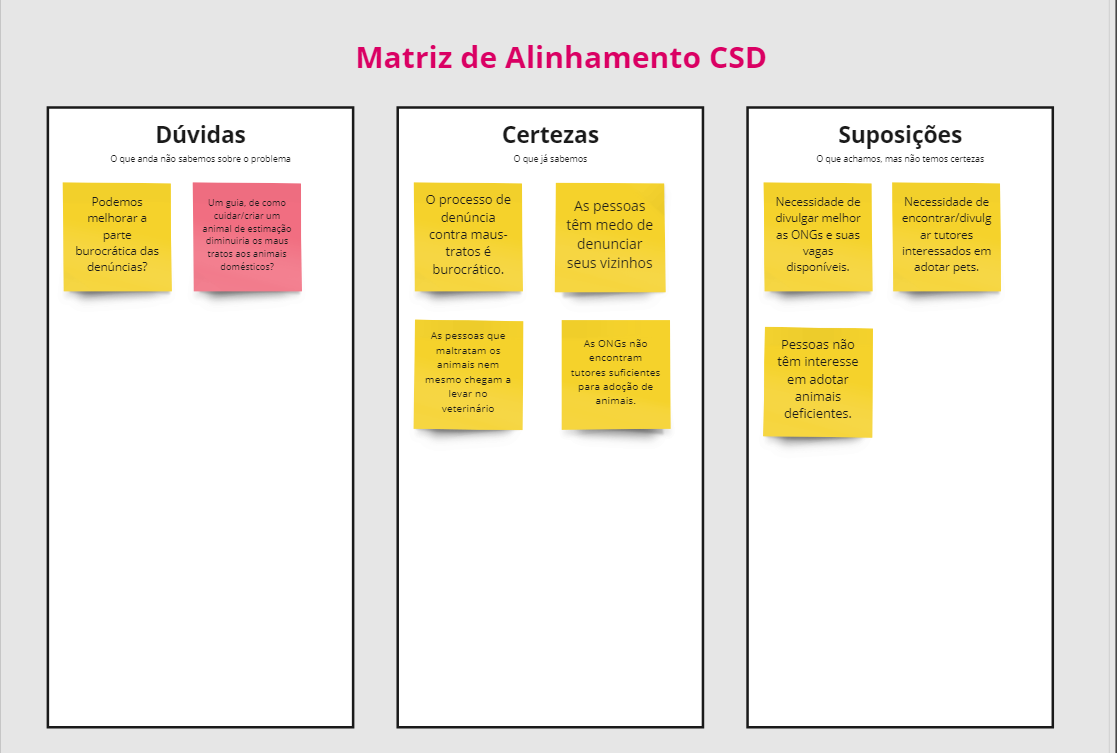 Matriz de Alinhamento CSD
Dúvidas
O que anda não sabemos sobre o problema
Podemos
melhorar a
parte
burocrática das
denúncias?
Um guia, de como
cuidar/criar um
animal de estimação
diminuiria os maus
tratos aos animais
domésticos?
Certezas
O que já sabemos
O processo de
denúncia
contra maus-
tratos é
burocrático.
As pessoas
têm medo de
denunciar
seus vizinhos
As pessoas que
maltratam os
animais nem
mesmo chegam a
levar no
veterinário
As ONGs não
encontram
tutores suficientes
para adoção de
animais.
Suposições
O que achamos, mas não temos certezas
Necessidade de
divulgar melhor
as ONGs e suas
vagas
disponíveis.
Necessidade de
encontrar/divulg
ar tutores
interessados em
adotar pets.
Pessoas não
têm interesse
em adotar
animais
deficientes.